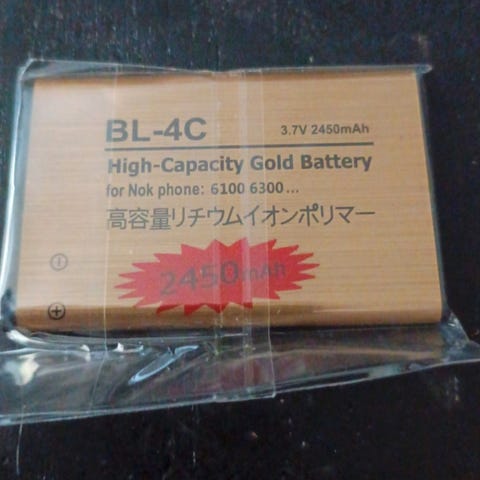 BL-4C 3.7V 2450mAh
High-Capacity Gold Battery
for Nok phone: 6100 6300...
高容量リチウムイオンポリマー
2450mAh